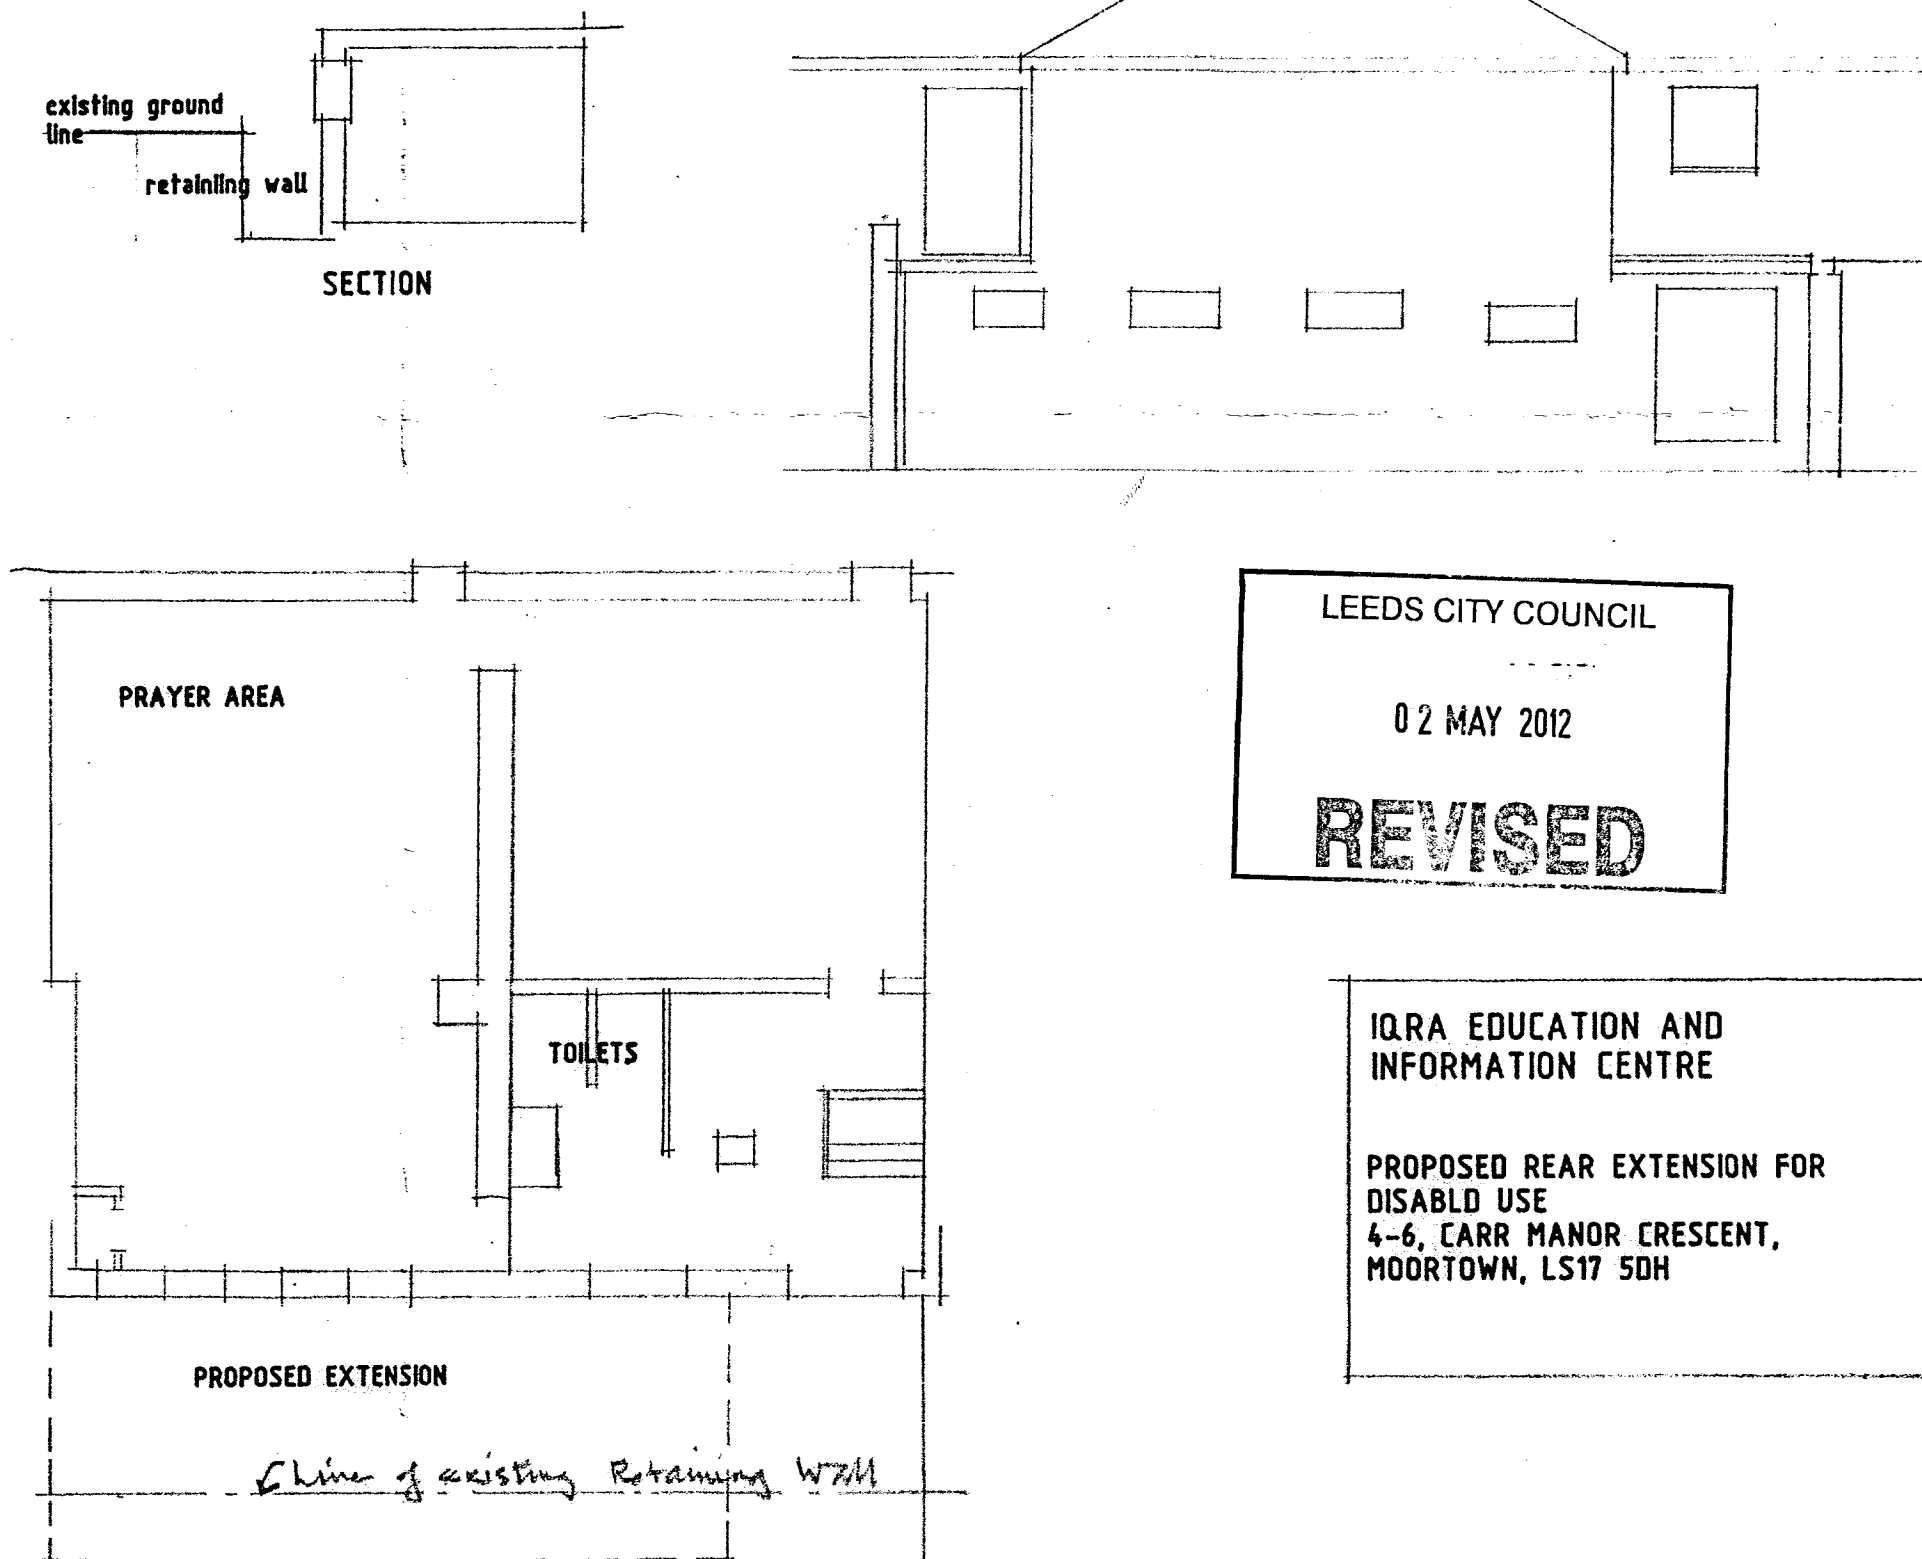 existing ground
line
retainiing wall
SECTION
PRAYER AREA
TOILETS
PROPOSED EXTENSION
Line of existing Retaining Wall
LEEDS CITY COUNCIL
02 MAY 2012
REVISED
IQRA EDUCATION AND
INFORMATION CENTRE
PROPOSED REAR EXTENSION FOR
DISABLD USE
4-6, CARR MANOR CRESCENT,
MOORTOWN, LS17 5DH